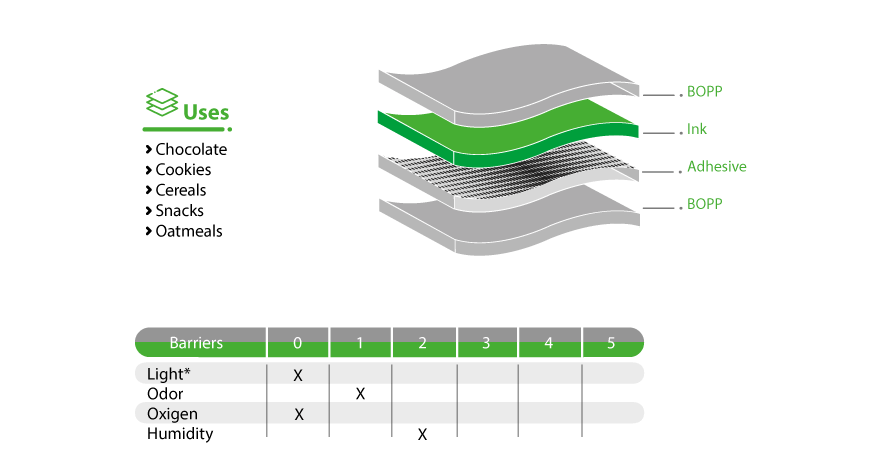 Uses
Chocolate
Cookies
Cereals
Snacks
Oatmeals
BOPP
Ink
Adhesive
BOPP
Barriers 0 1 2 3 4 5
Light* X
Odor X
Oxigen X
Humidity X